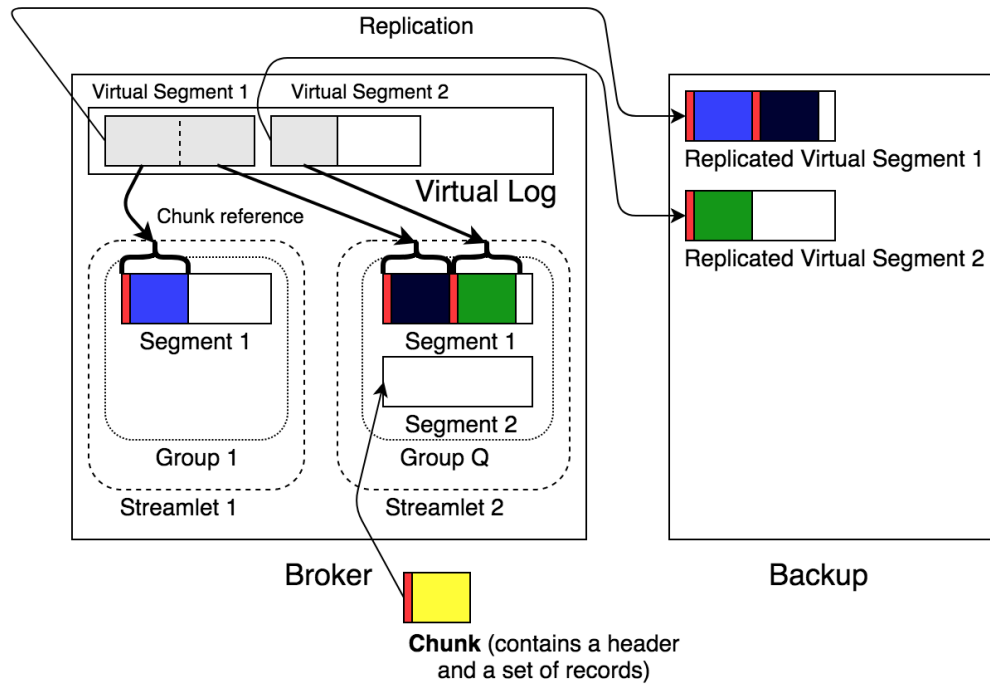 Replication
Virtual Segment 1
Virtual Segment 2
Virtual Log
Chunk reference
Segment 1
Group 1
Streamlet 1
Segment 1
Segment 2
Group Q
Streamlet 2
Broker
Replicated Virtual Segment 1
Replicated Virtual Segment 2
Backup
Chunk (contains a header
and a set of records)